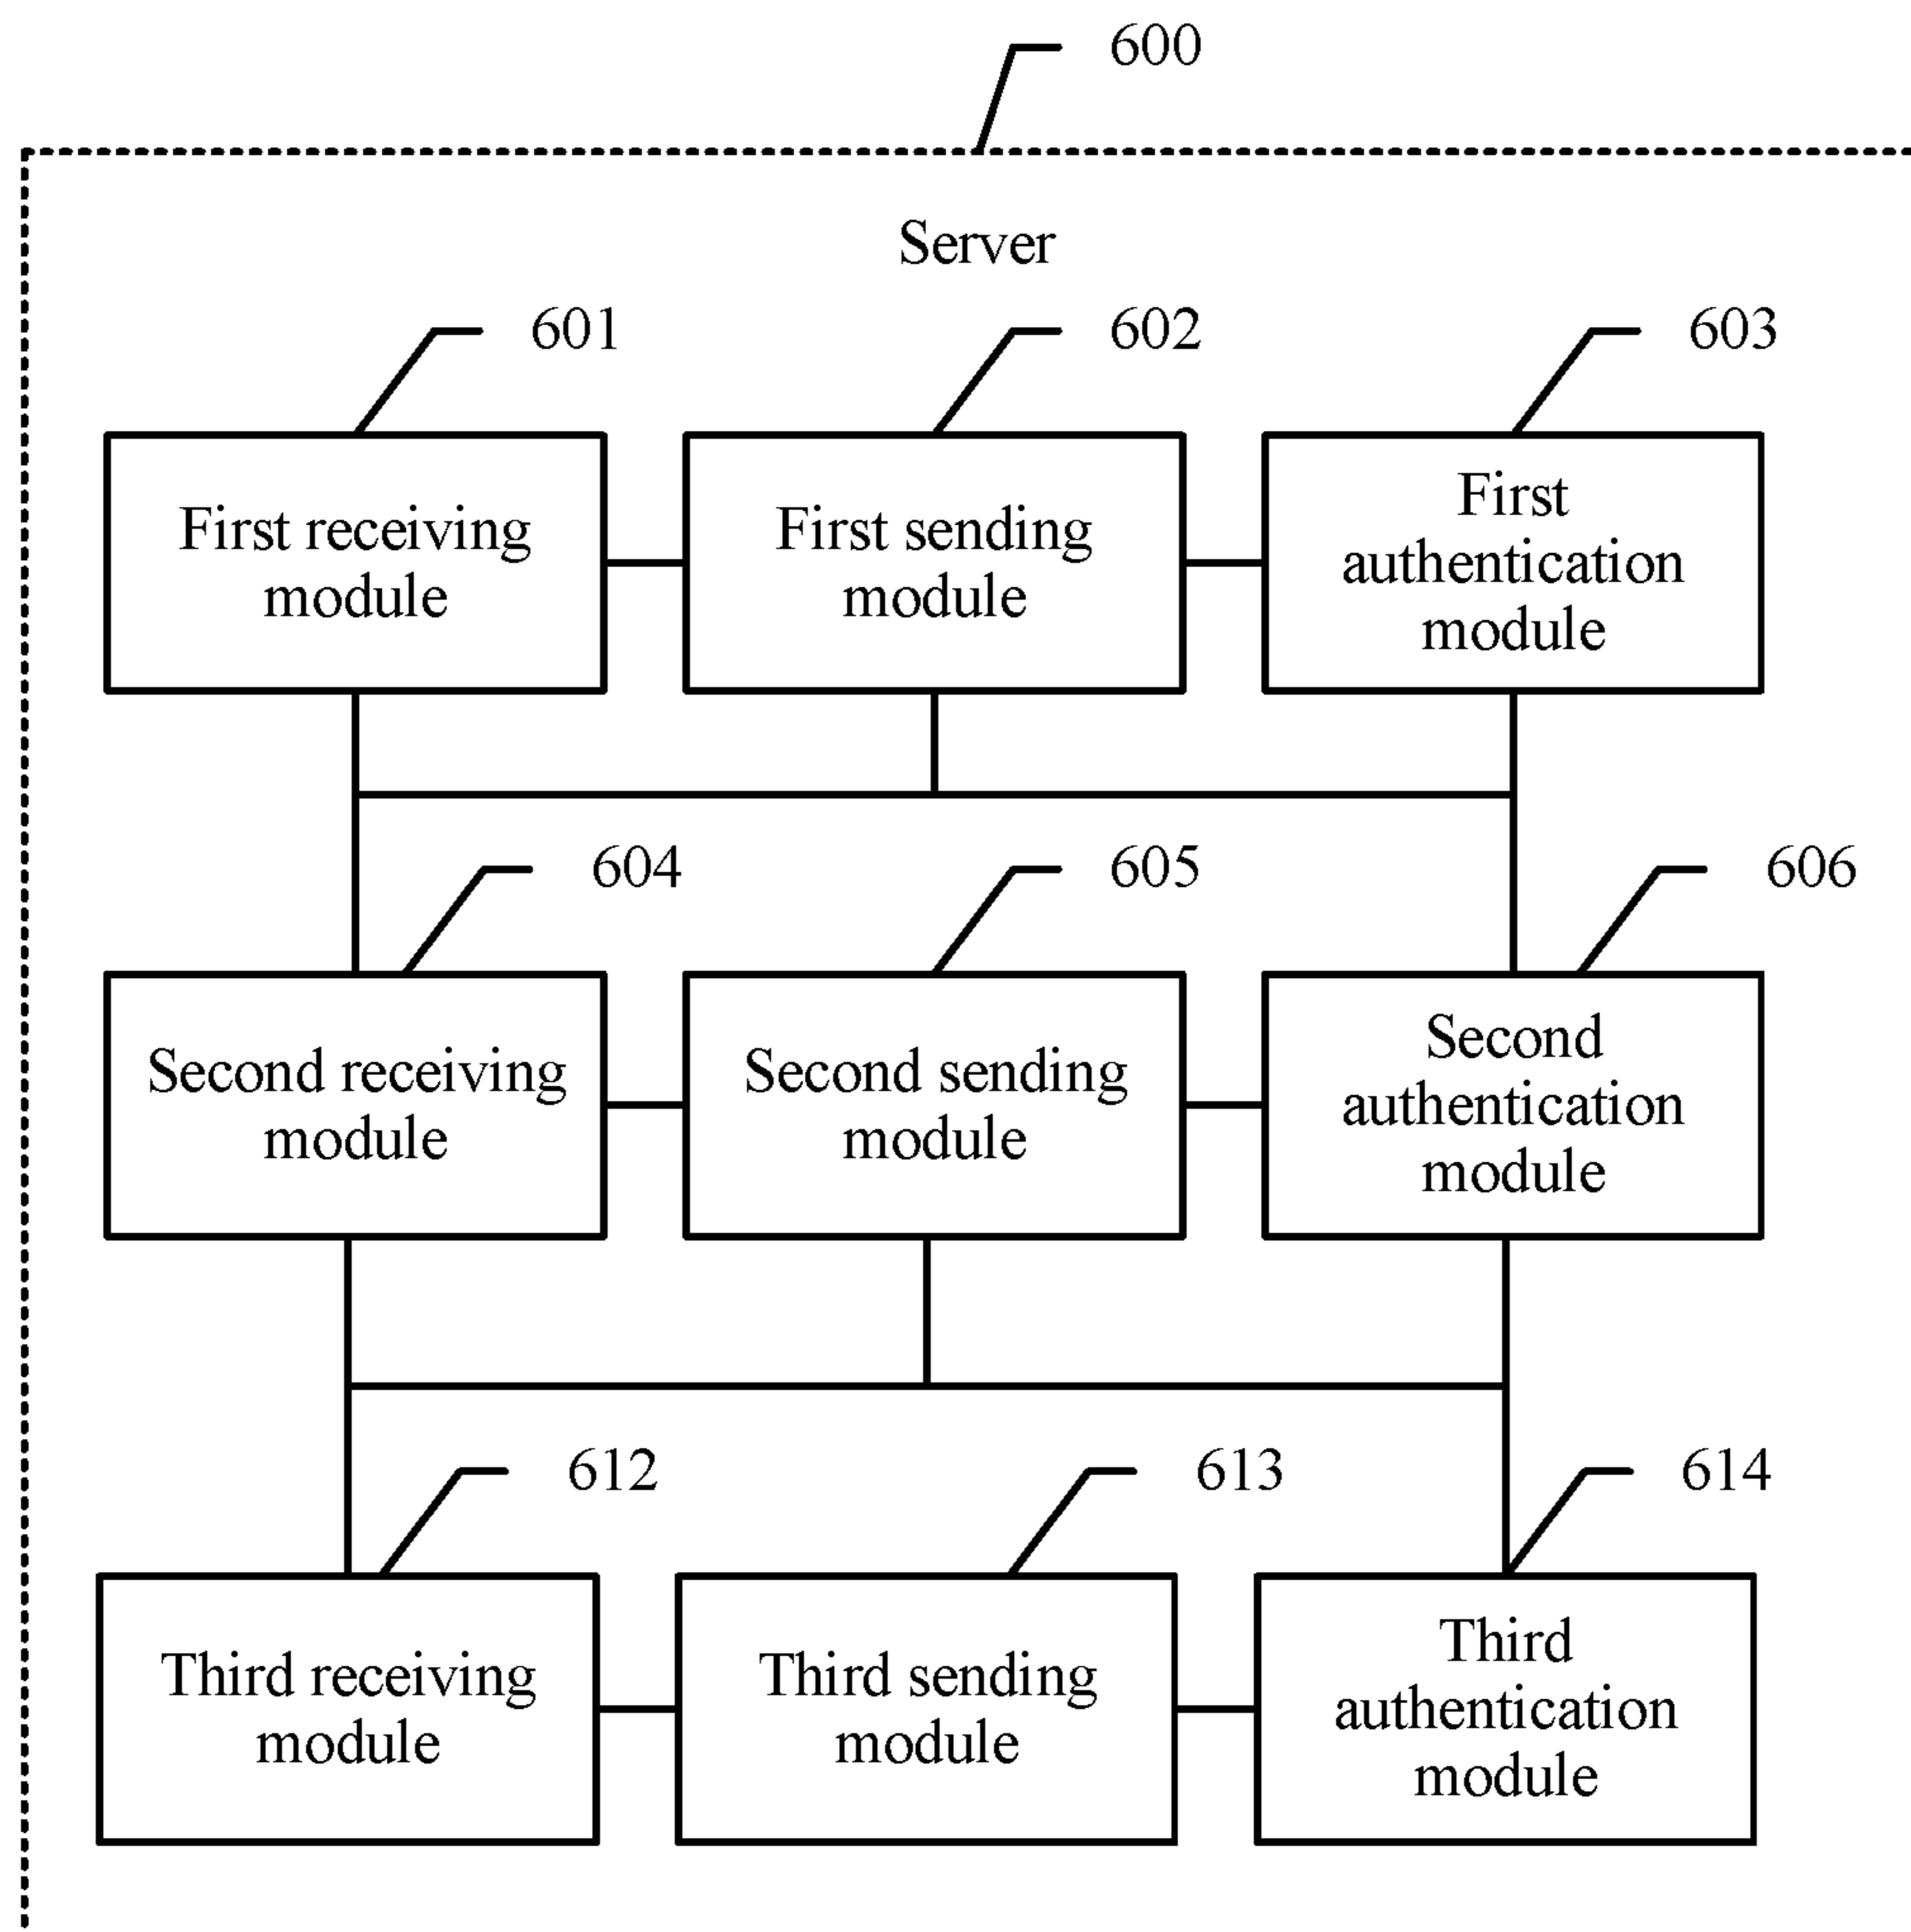 600
Server
601
602
603
First receiving
module
First sending
module
First
authentication
module
604
605
606
Second receiving
module
Second sending
module
Second
authentication
module
612
613
614
Third receiving
module
Third sending
module
Third
authentication
module